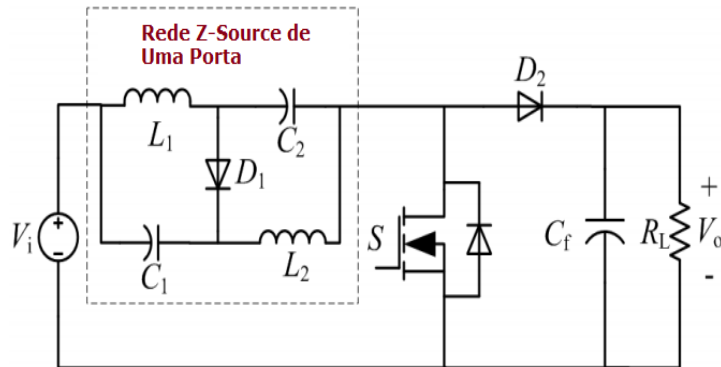 Rede Z-Source de
Uma Porta
L1
C2
D2
D1
Vi
+
-
C1
L2
S
Cf
RL
+
Vo
-